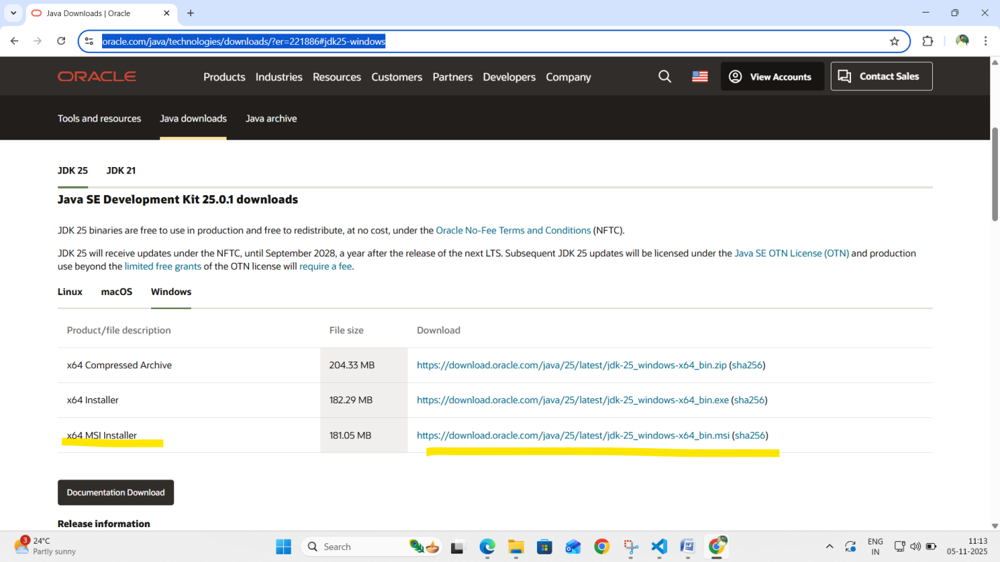 Java Downloads | Oracle
oracle.com/java/technologies/downloads/?er=221886#jdk25-windows
ORACLE
Products Industries Resources Customers Partners Developers Company
View Accounts
Contact Sales
Tools and resources Java downloads Java archive
JDK 25 JDK 21
Java SE Development Kit 25.0.1 downloads
JDK 25 binaries are free to use in production and free to redistribute, at no cost, under the Oracle No-Fee Terms and Conditions (NFTC).
JDK 25 will receive updates under the NFTC, until September 2028, a year after the release of the next LTS. Subsequent JDK 25 updates will be licensed under the Java SE OTN License (OTN) and production
use beyond the limited free grants of the OTN license will require a fee.
Linux macOS Windows
Product/file description File size Download
x64 Compressed Archive 204.33 MB https://download.oracle.com/java/25/latest/jdk-25_windows-x64_bin.zip (sha256)
x64 Installer 182.29 MB https://download.oracle.com/java/25/latest/jdk-25_windows-x64_bin.exe (sha256)
x64 MSI Installer 181.05 MB https://download.oracle.com/java/25/latest/jdk-25_windows-x64_bin.msi (sha256)
Documentation Download
Release information
3
24°C
Partly sunny
Search
ENG
IN
11:13
05-11-2025